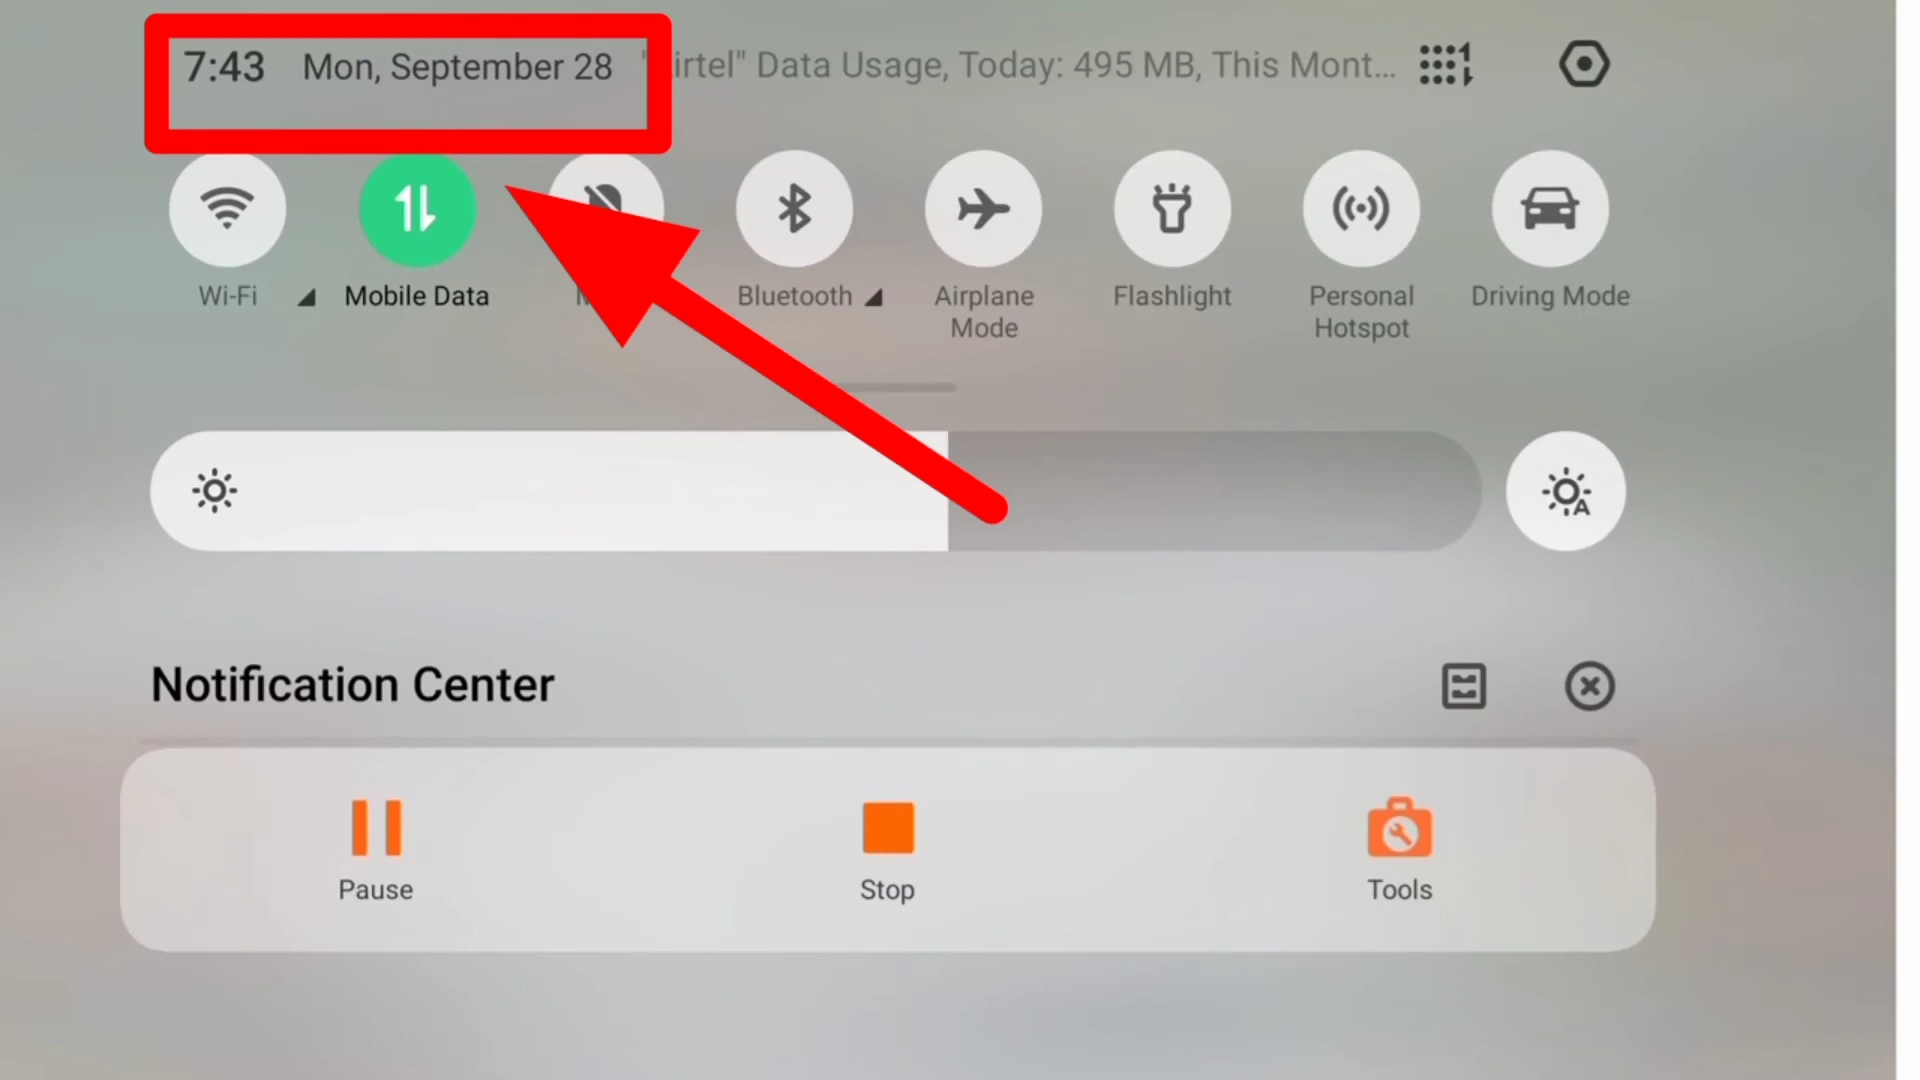 7:43 Mon, September 28 Data Usage, Today: 495 MB, This Mont...
Wi-Fi Mobile Data Bluetooth Airplane Mode Flashlight Personal Hotspot Driving Mode
Notification Center
Pause Stop Tools